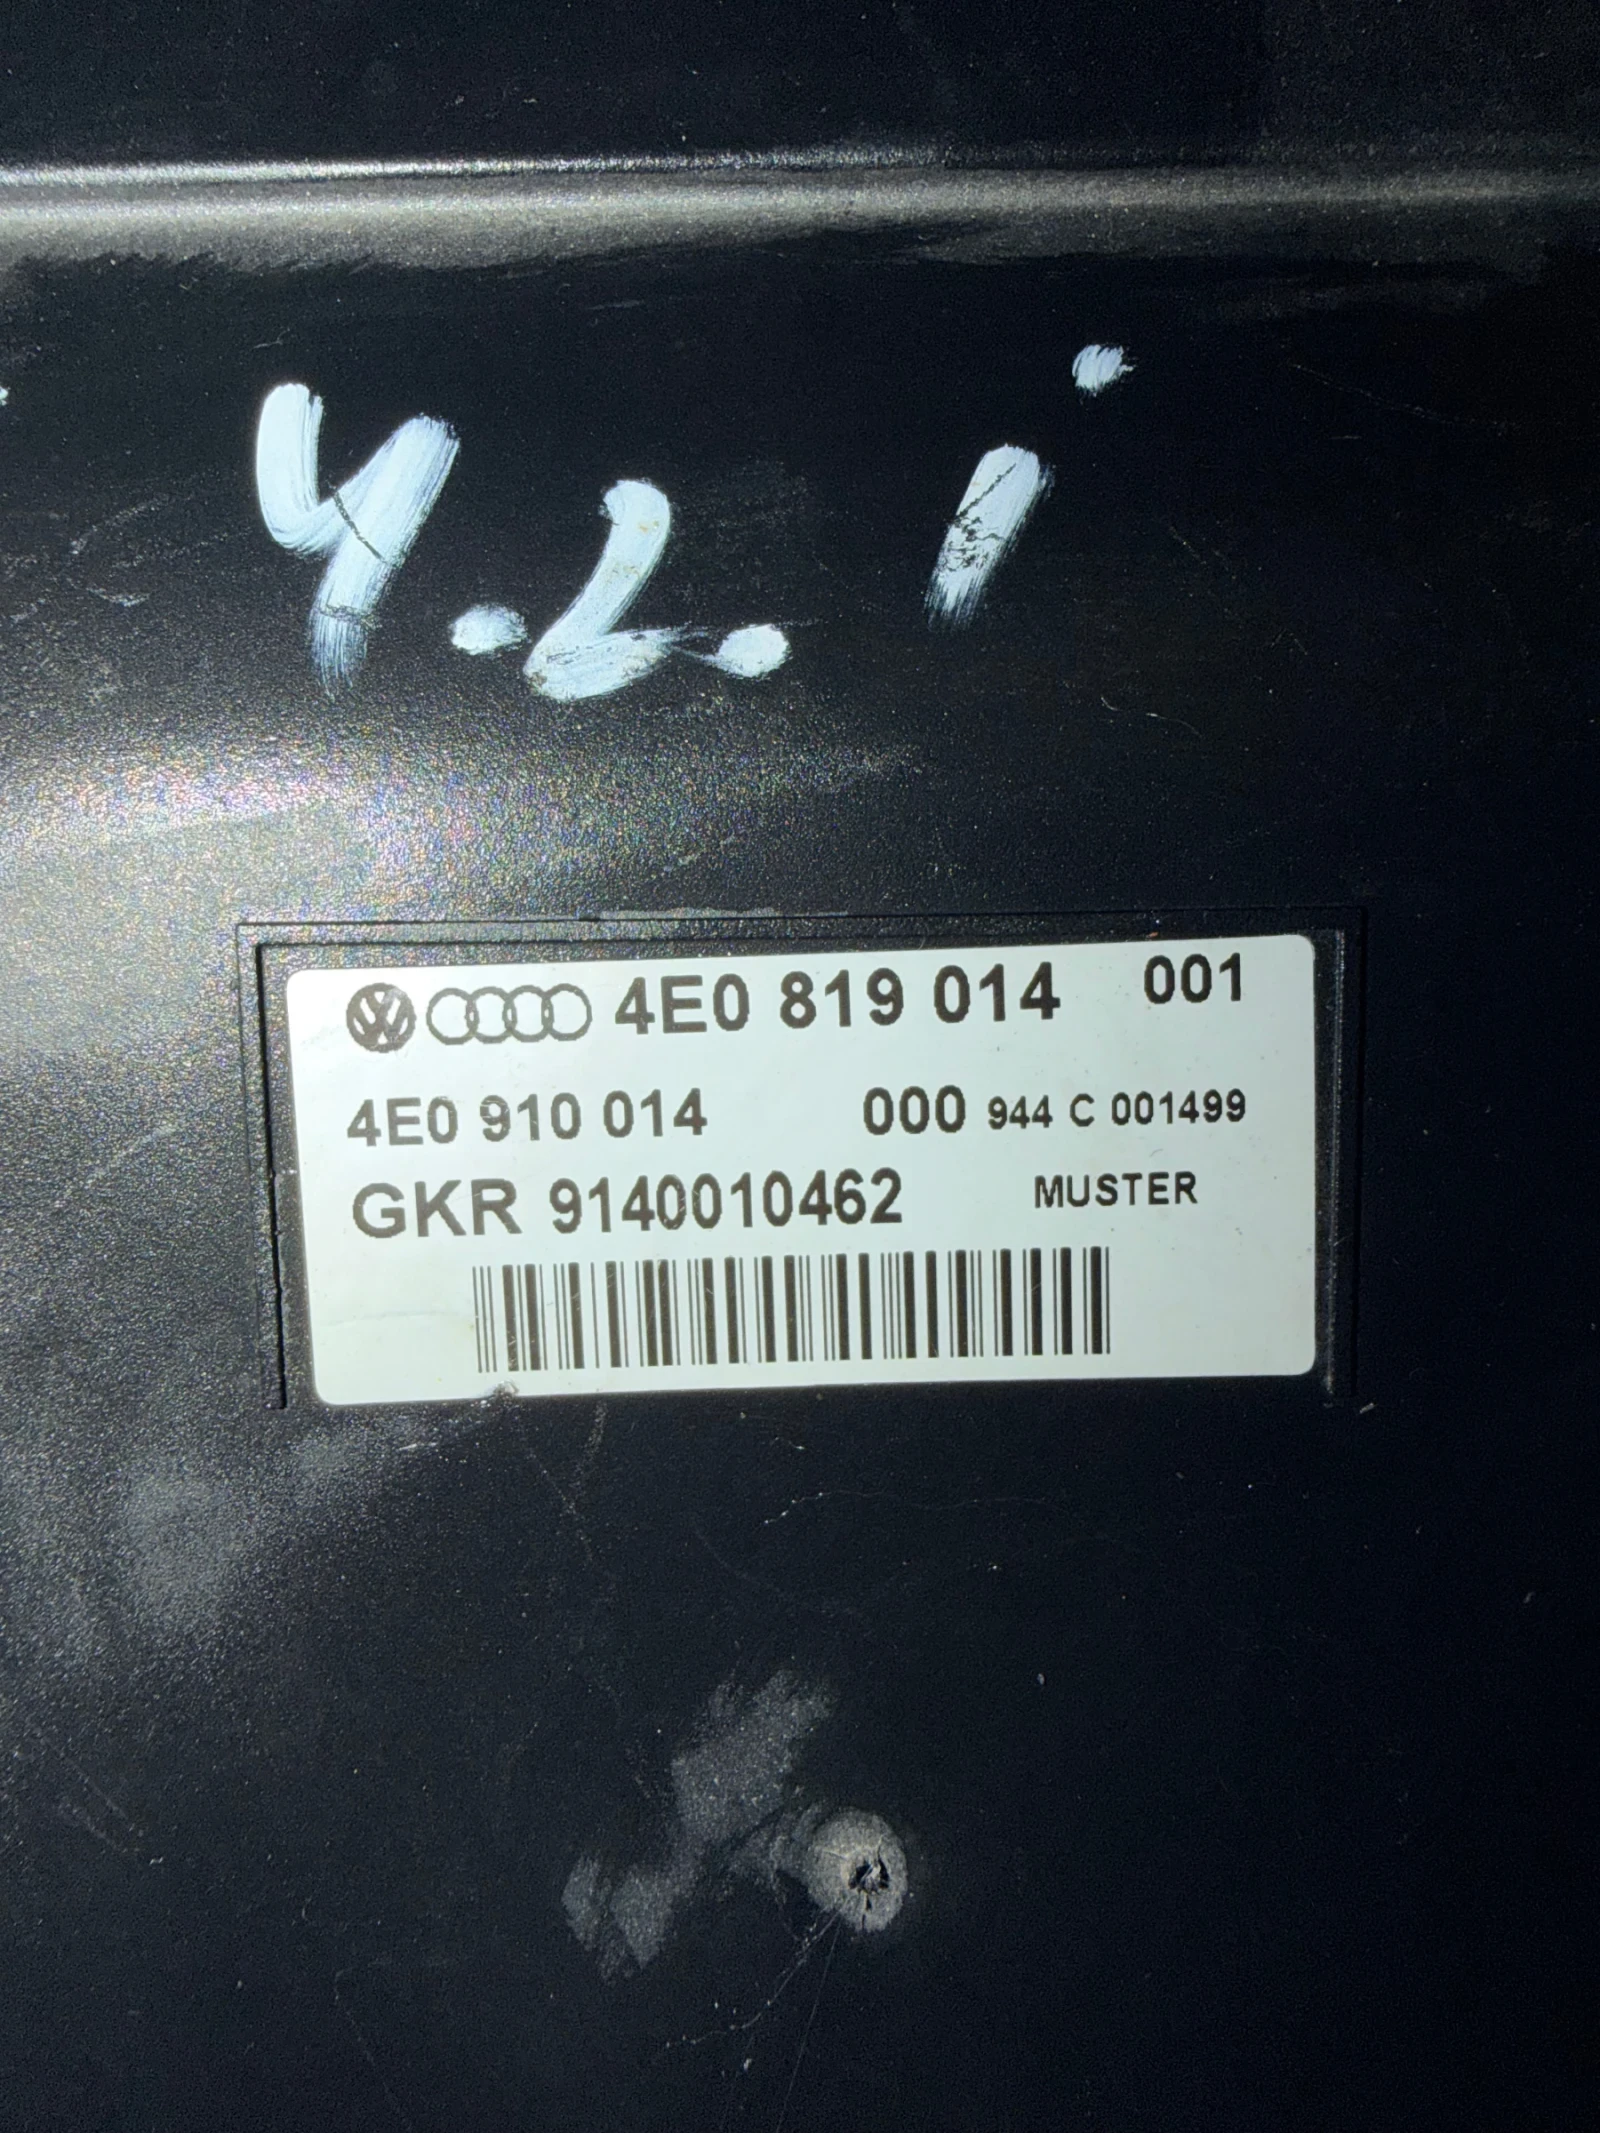 4.2. i
4E0 819 014 001
4E0 910 014 000 944 C 001499
GKR 9140010462 MUSTER